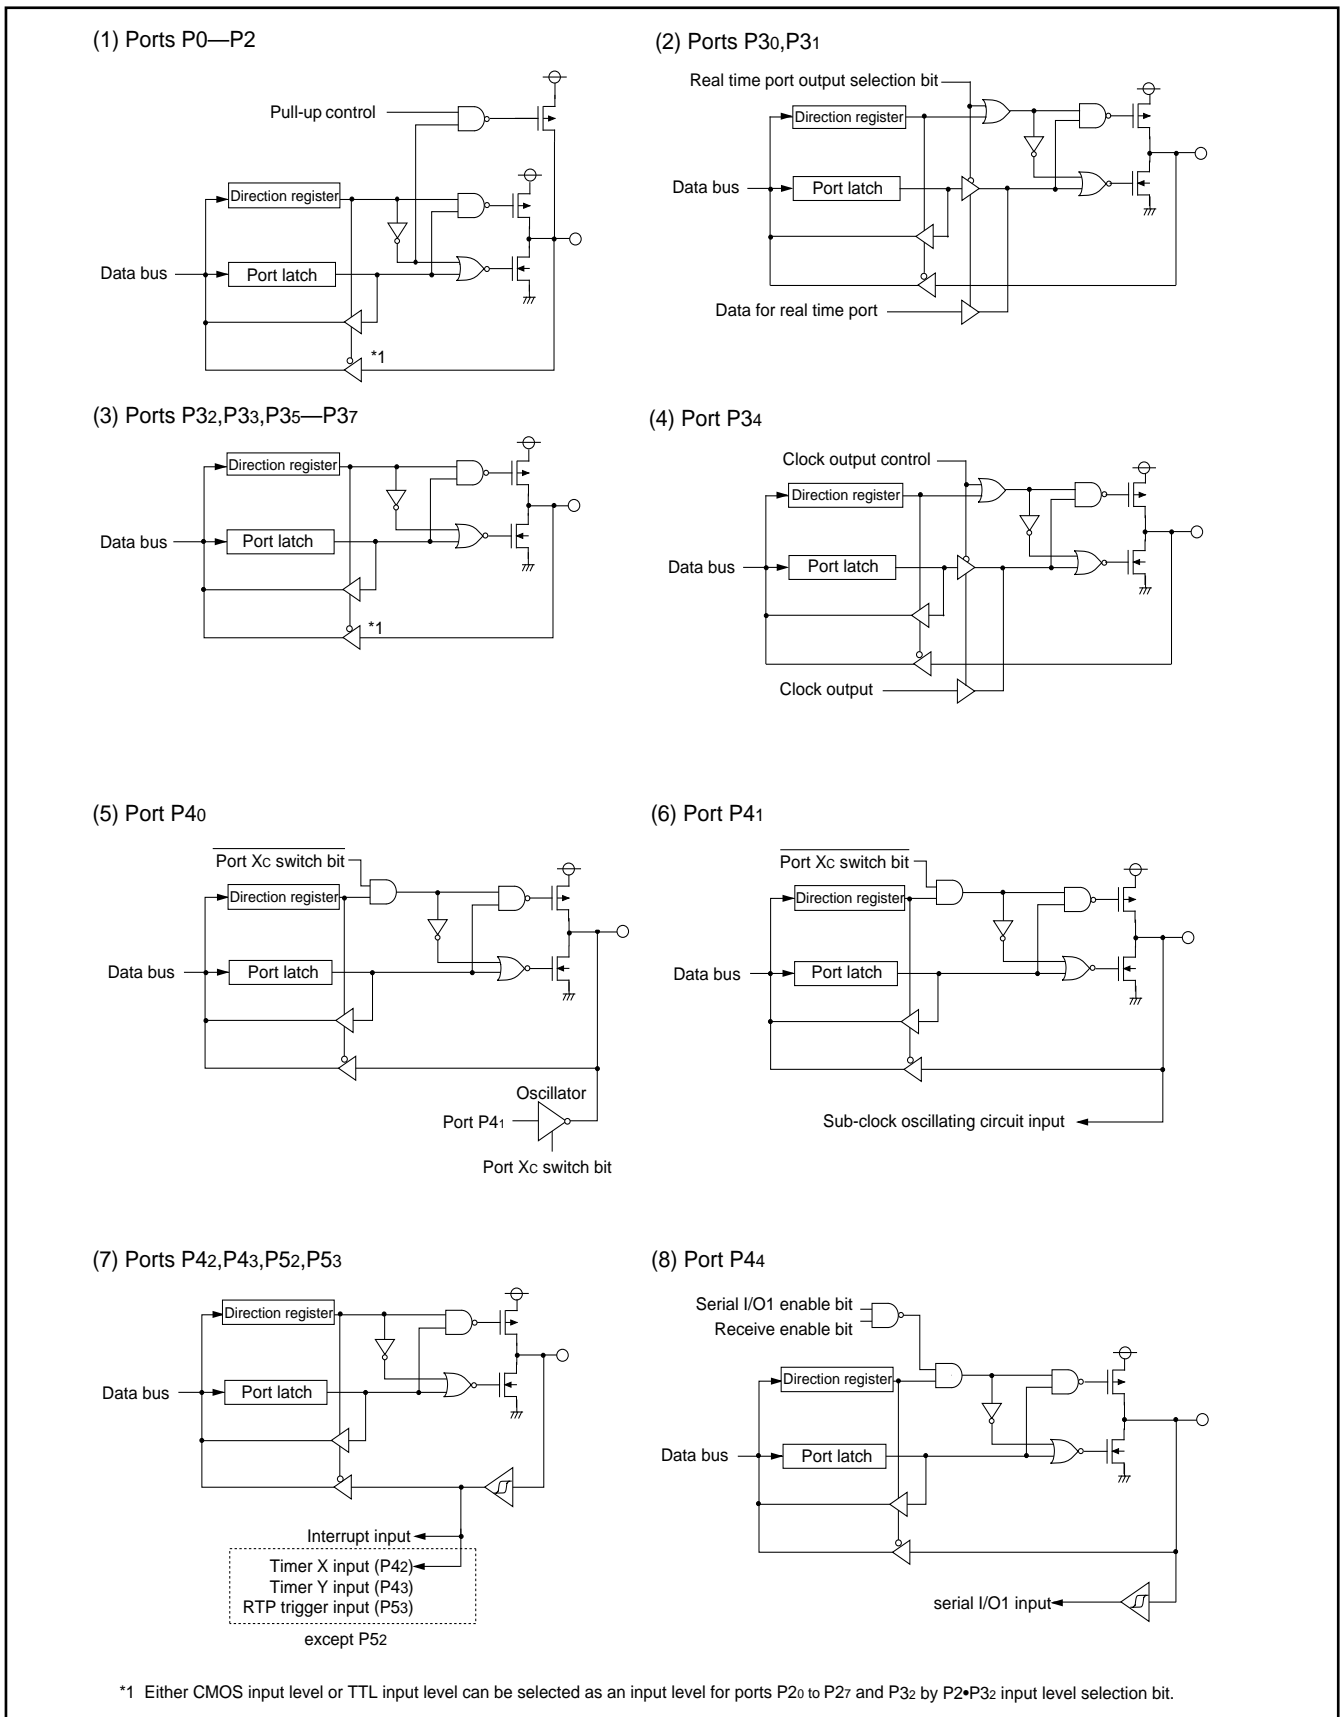 (1) Ports P0—P2
Pull-up control
Direction register
Data bus
Port latch
*1
(2) Ports P30,P31
Real time port output selection bit
Direction register
Data bus
Port latch
Data for real time port
(3) Ports P32,P33,P35—P37
Direction register
Data bus
Port latch
*1
(4) Port P34
Clock output control
Direction register
Data bus
Port latch
Clock output
(5) Port P40
Port XC switch bit
Direction register
Data bus
Port latch
Oscillator
Port P41
Port XC switch bit
(6) Port P41
Port XC switch bit
Direction register
Data bus
Port latch
Sub-clock oscillating circuit input
(7) Ports P42,P43,P52,P53
Direction register
Data bus
Port latch
Interrupt input
Timer X input (P42)
Timer Y input (P43)
RTP trigger input (P53)
except P52
(8) Port P44
Serial I/O1 enable bit
Receive enable bit
Direction register
Data bus
Port latch
serial I/O1 input
*1 Either CMOS input level or TTL input level can be selected as an input level for ports P20 to P27 and P32 by P2•P32 input level selection bit.